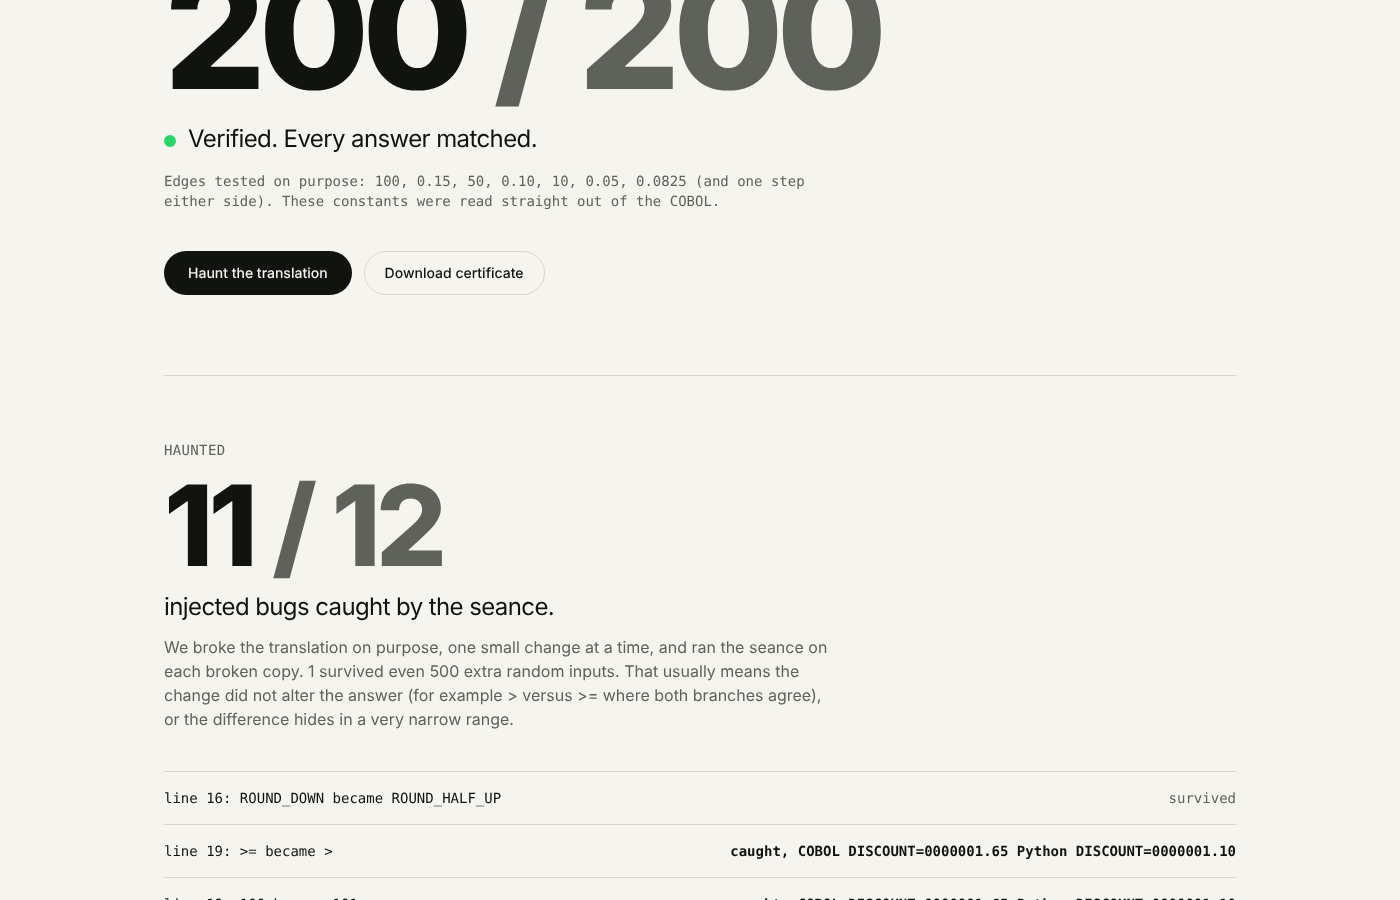 200 / 200
Verified. Every answer matched.
Edges tested on purpose: 100, 0.15, 50, 0.10, 10, 0.05, 0.0825 (and one step
either side). These constants were read straight out of the COBOL.
Haunt the translation
Download certificate
HAUNTED
11 / 12
injected bugs caught by the seance.
We broke the translation on purpose, one small change at a time, and ran the seance on
each broken copy. 1 survived even 500 extra random inputs. That usually means the
change did not alter the answer (for example > versus >= where both branches agree),
or the difference hides in a very narrow range.
line 16: ROUND_DOWN became ROUND_HALF_UP survived
line 19: >= became > caught, COBOL DISCOUNT=0000001.65 Python DISCOUNT=0000001.10